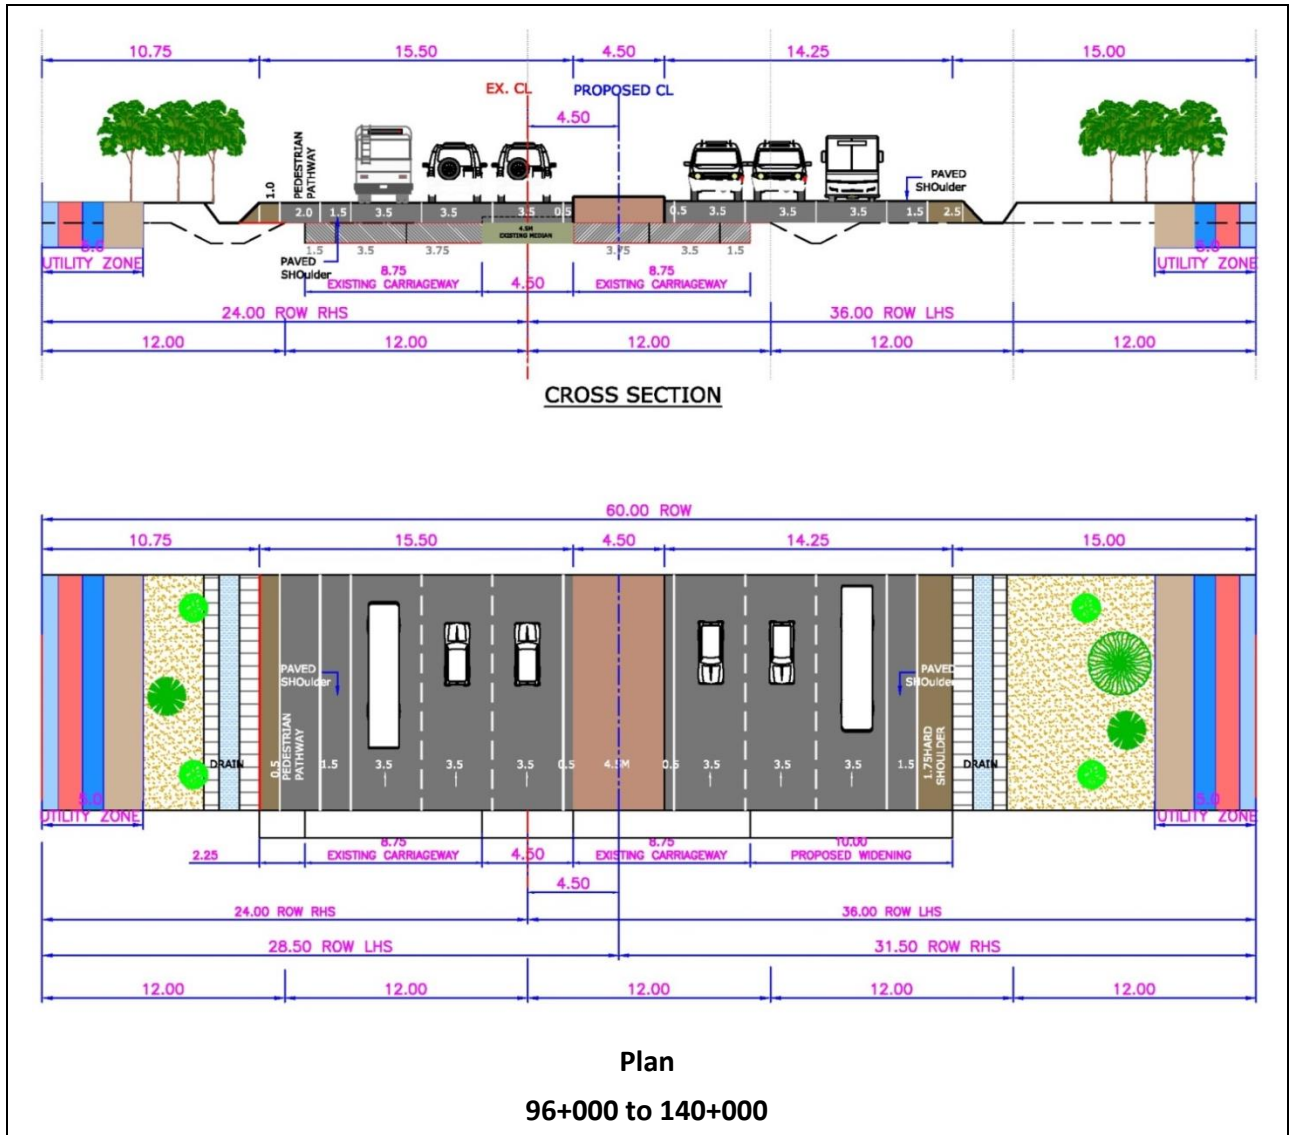 10.75 15.50 4.50 14.25 15.00
EX. CL PROPOSED CL
4.50
1.0 PEDESTRIAN
PATHWAY
PAVED
SHOulder
2.0 1.5 3.5 3.5 3.5 0.5 0.5 3.5 3.5 3.5 1.5 2.5
4.5M
EXISTING MEDIAN
1.5 3.5 3.75 3.75 3.5 1.5
PAVED
SHOulder
5.0 5.0
UTILITY ZONE UTILITY ZONE
8.75 8.75
EXISTING CARRIAGEWAY 4.50 EXISTING CARRIAGEWAY
24.00 ROW RHS 36.00 ROW LHS
12.00 12.00 12.00 12.00 12.00
CROSS SECTION
60.00 ROW
10.75 15.50 4.50 14.25 15.00
PAVED
SHOulder
PAVED
SHOulder
DRAIN 0.5 PEDESTRIAN
PATHWAY
1.5 3.5 3.5 3.5 0.5 4.5M 0.5 3.5 3.5 3.5 1.5
1.75HARD
SHOULDER
DRAIN
5.0 5.0
UTILITY ZONE UTILITY ZONE
2.25 8.75 4.50 8.75 10.00
EXISTING CARRIAGEWAY EXISTING CARRIAGEWAY PROPOSED WIDENING
4.50
24.00 ROW RHS 36.00 ROW LHS
28.50 ROW LHS 31.50 ROW RHS
12.00 12.00 12.00 12.00 12.00
Plan
96+000 to 140+000